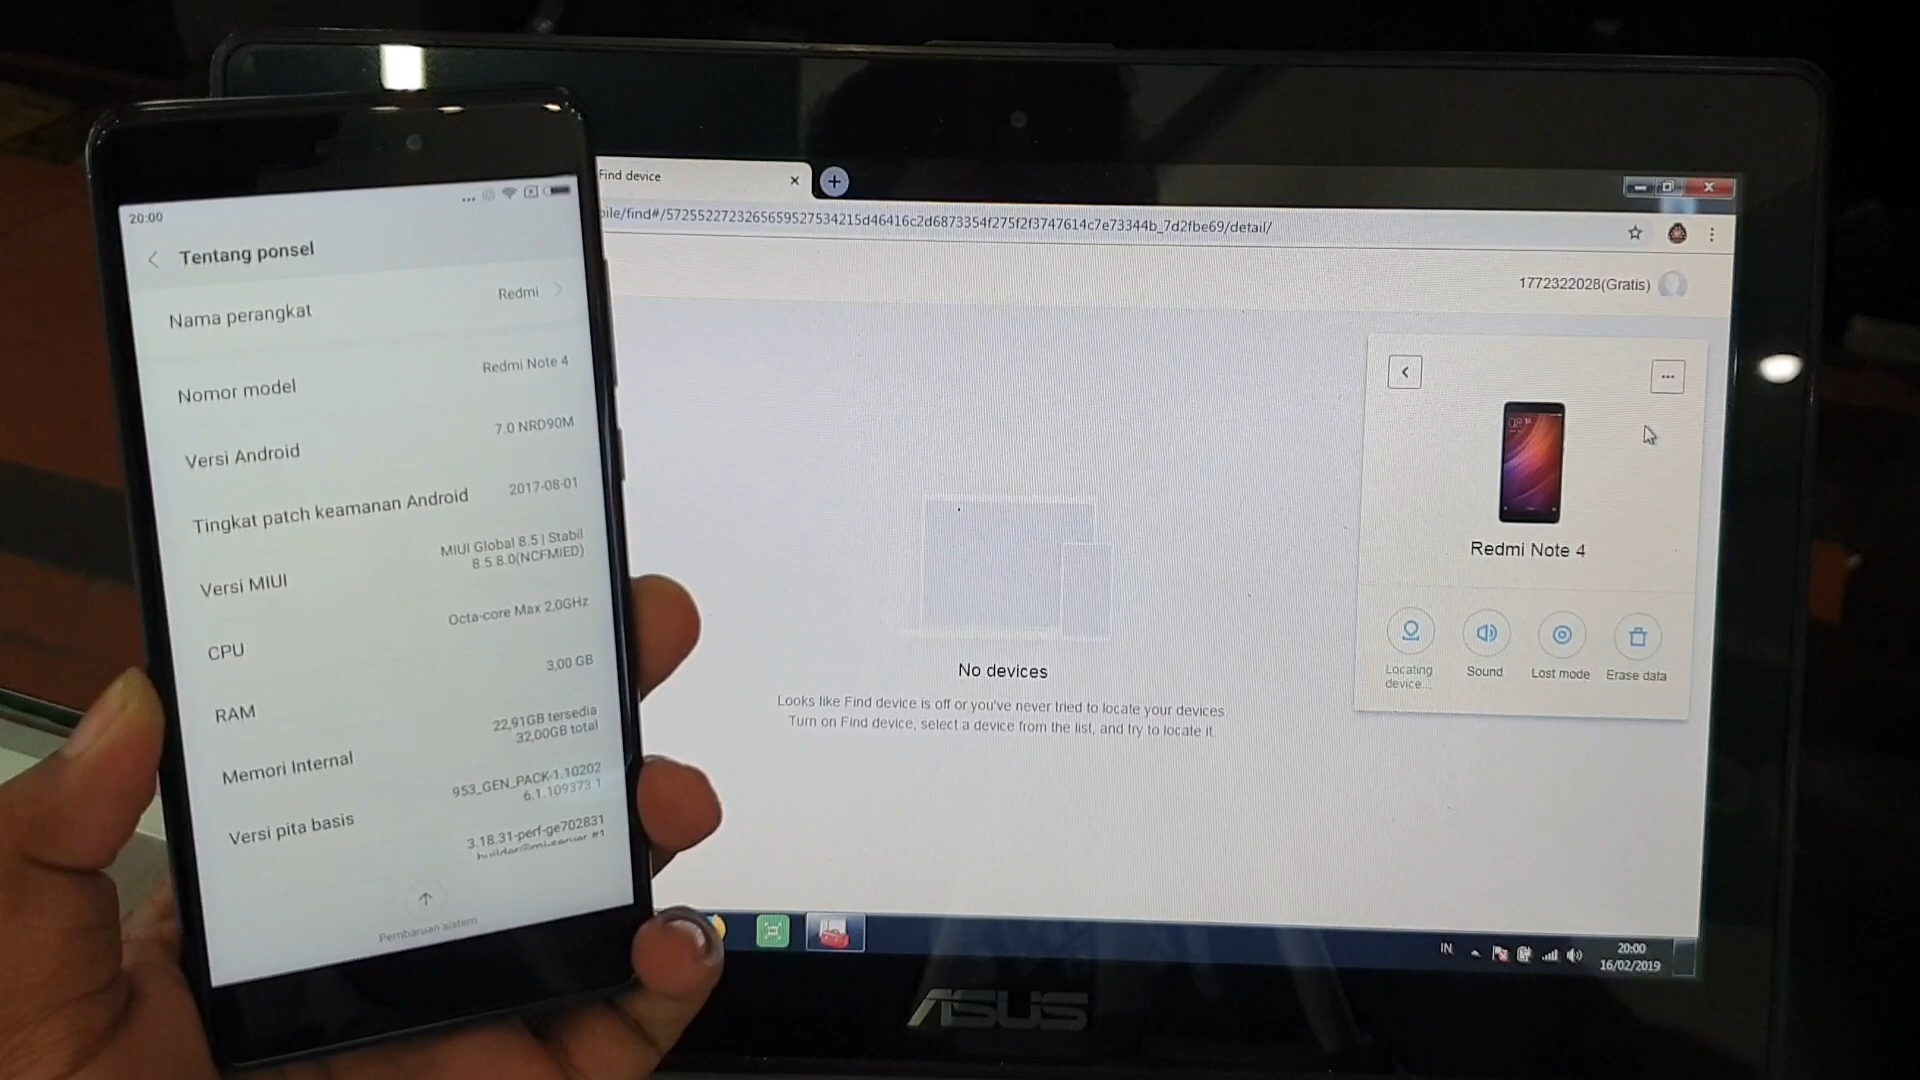 20:00
Tentang ponsel
Nama perangkat
Redmi
Nomor model
Redmi Note 4
Versi Android
7.0 NRD90M
Tingkat patch keamanan Android
2017-08-01
Versi MIUI
MIUI Global 8.5 | Stabil
8.5.8.0(NCFMIED)
CPU
Octa-core Max 2,0GHz
RAM
3,00 GB
Memori Internal
22,91GB tersedia
32,00GB total
Versi pita basis
953_GEN_PACK-1.10202
6.1.109373.1
3.18.31-perf-ge702831
Pembaruan sistem
Find device
/find#/
_7d2fbe69/detail/
1772322028(Gratis)
Redmi Note 4
Locating
device...
Sound
Lost mode
Erase data
No devices
Looks like Find device is off or you've never tried to locate your devices.
Turn on Find device, select a device from the list, and try to locate it.
IN
20:00
16/02/2019
ASUS